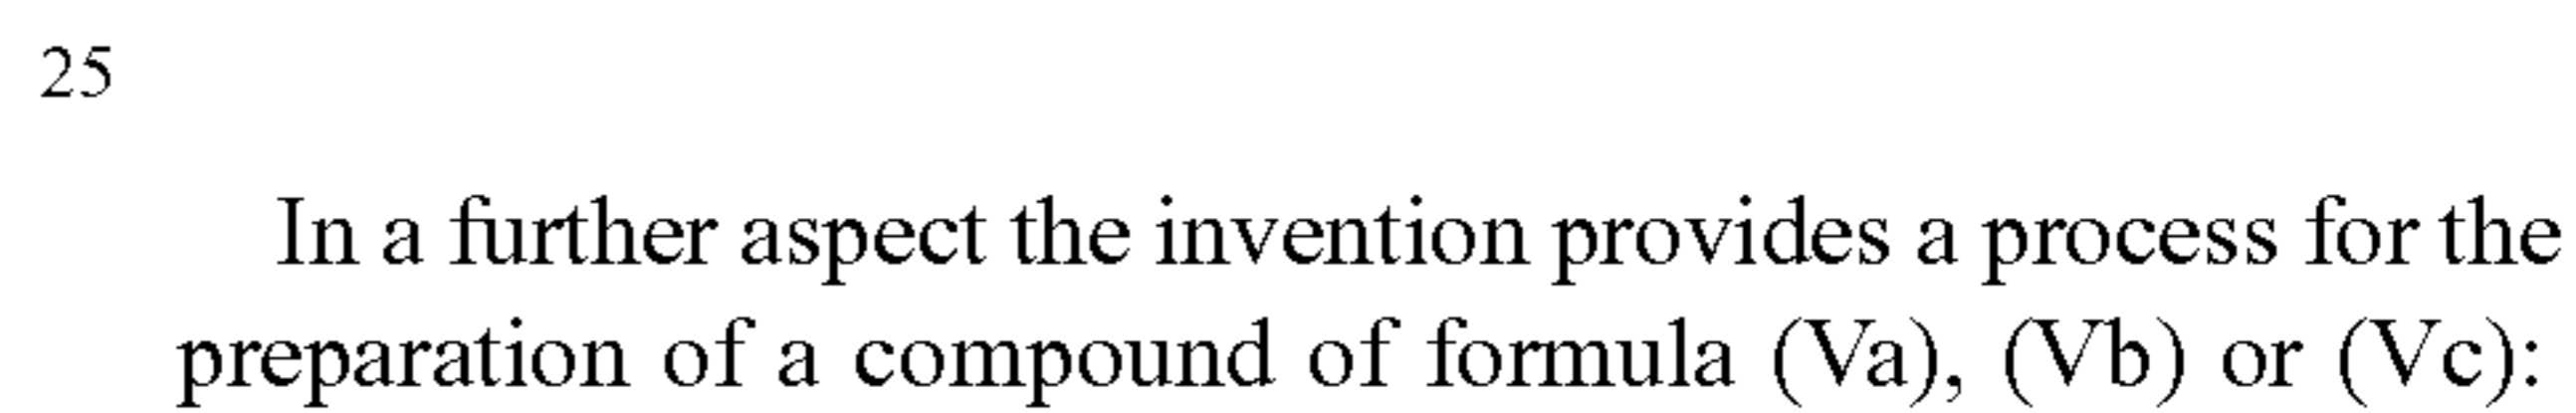 25
In a further aspect the invention provides a process for the
preparation of a compound of formula (Va), (Vb) or (Vc):